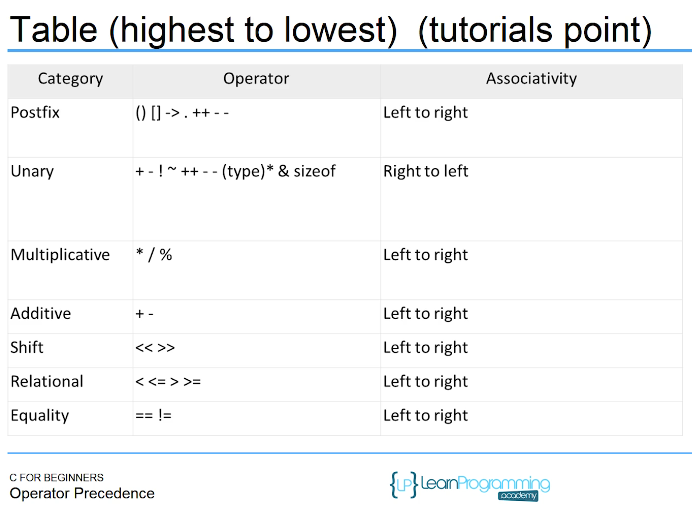 Table (highest to lowest)  (tutorials point)
Category Operator Associativity
Postfix () [] -> . ++ - - Left to right
Unary + - ! ~ ++ - - (type)* & sizeof Right to left
Multiplicative * / % Left to right
Additive + - Left to right
Shift << >> Left to right
Relational < <= > >= Left to right
Equality == != Left to right
C FOR BEGINNERS
Operator Precedence
{LP} LearnProgramming
academy